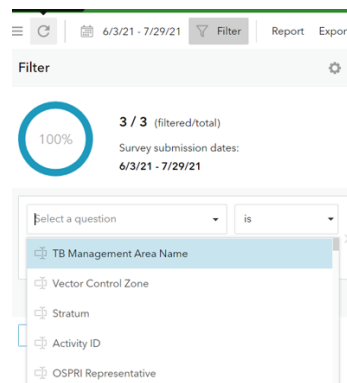 6/3/21 - 7/29/21 Filter Report Expor
Filter
100%
3 / 3 (filtered/total)
Survey submission dates:
6/3/21 - 7/29/21
Select a question is
TB Management Area Name
Vector Control Zone
Stratum
Activity ID
OSPRI Representative